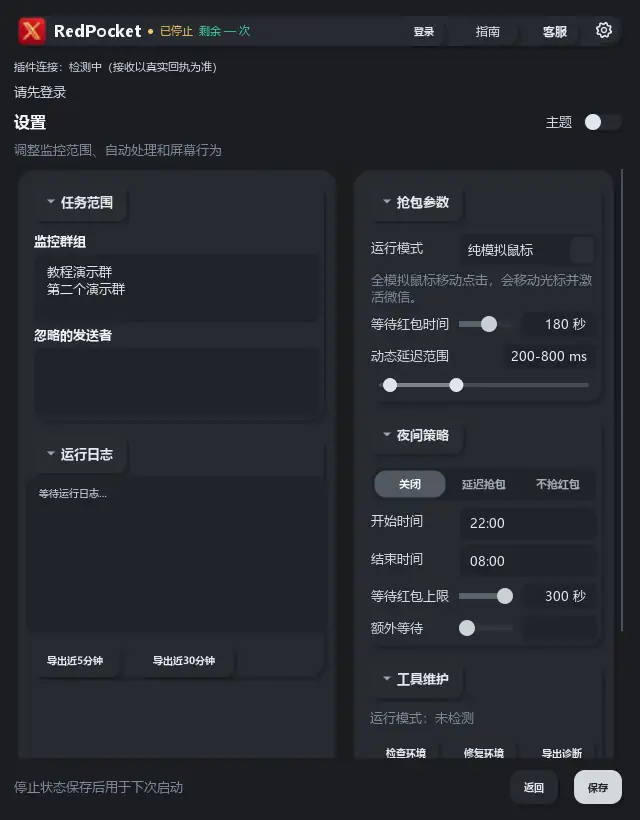 RedPocket • 已停止 剩余 — 次 登录 指南 客服
插件连接：检测中（接收以真实回执为准）
请先登录
设置
主题
调整监控范围、自动处理和屏幕行为
任务范围
监控群组
教程演示群
第二个演示群
忽略的发送者
运行日志
等待运行日志...
导出近5分钟 导出近30分钟
抢包参数
运行模式 纯模拟鼠标
全模拟鼠标移动点击，会移动光标并激
活微信。
等待红包时间 180 秒
动态延迟范围 200-800 ms
夜间策略
关闭 延迟抢包 不抢红包
开始时间 22:00
结束时间 08:00
等待红包上限 300 秒
额外等待
工具维护
运行模式：未检测
检查环境 修复环境 导出诊断
停止状态保存后用于下次启动
返回 保存